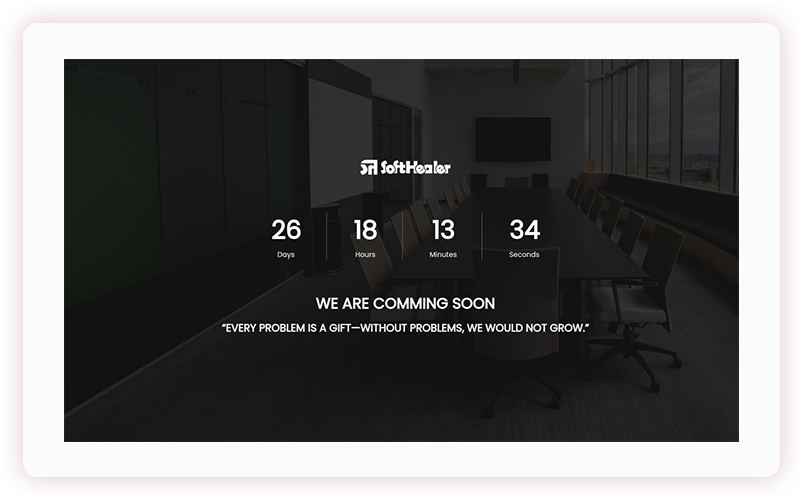 SoftHealer
26 18 13 34
Days Hours Minutes Seconds
WE ARE COMMING SOON
“EVERY PROBLEM IS A GIFT—WITHOUT PROBLEMS, WE WOULD NOT GROW.”